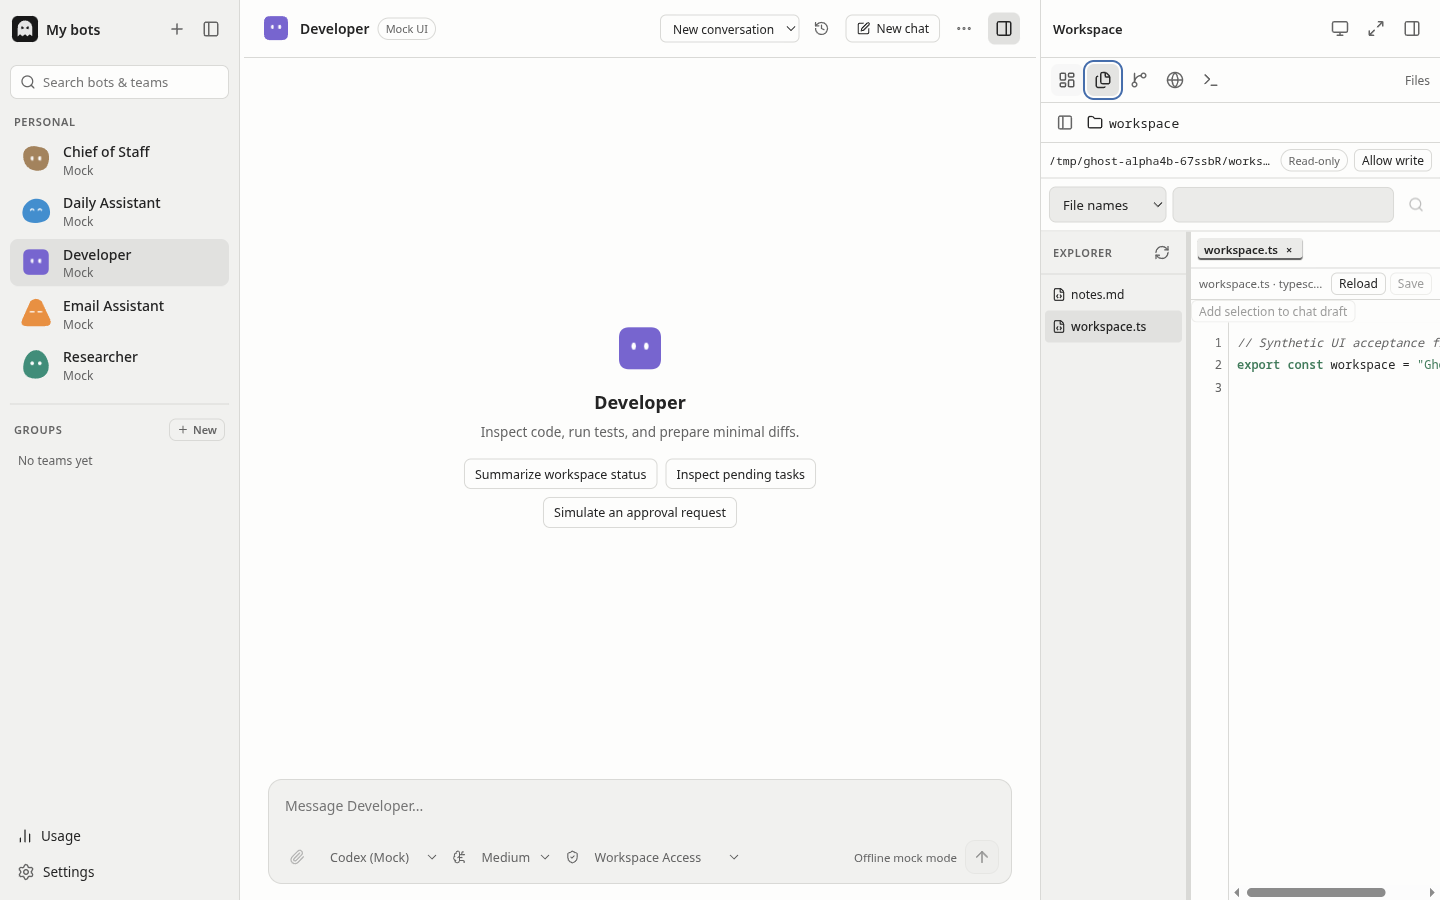 My bots
Search bots & teams
PERSONAL
Chief of Staff
Mock
Daily Assistant
Mock
Developer
Mock
Email Assistant
Mock
Researcher
Mock
GROUPS
New
No teams yet
Usage
Settings
Developer
Mock UI
New conversation
New chat
Developer
Inspect code, run tests, and prepare minimal diffs.
Summarize workspace status
Inspect pending tasks
Simulate an approval request
Message Developer...
Codex (Mock)
Medium
Workspace Access
Offline mock mode
Workspace
Files
workspace
/tmp/ghost-alpha4b-67ssbR/works…
Read-only
Allow write
File names
EXPLORER
notes.md
workspace.ts
workspace.ts ×
workspace.ts · typesc...
Reload
Save
Add selection to chat draft
1 // Synthetic UI acceptance f
2 export const workspace = "Gh
3